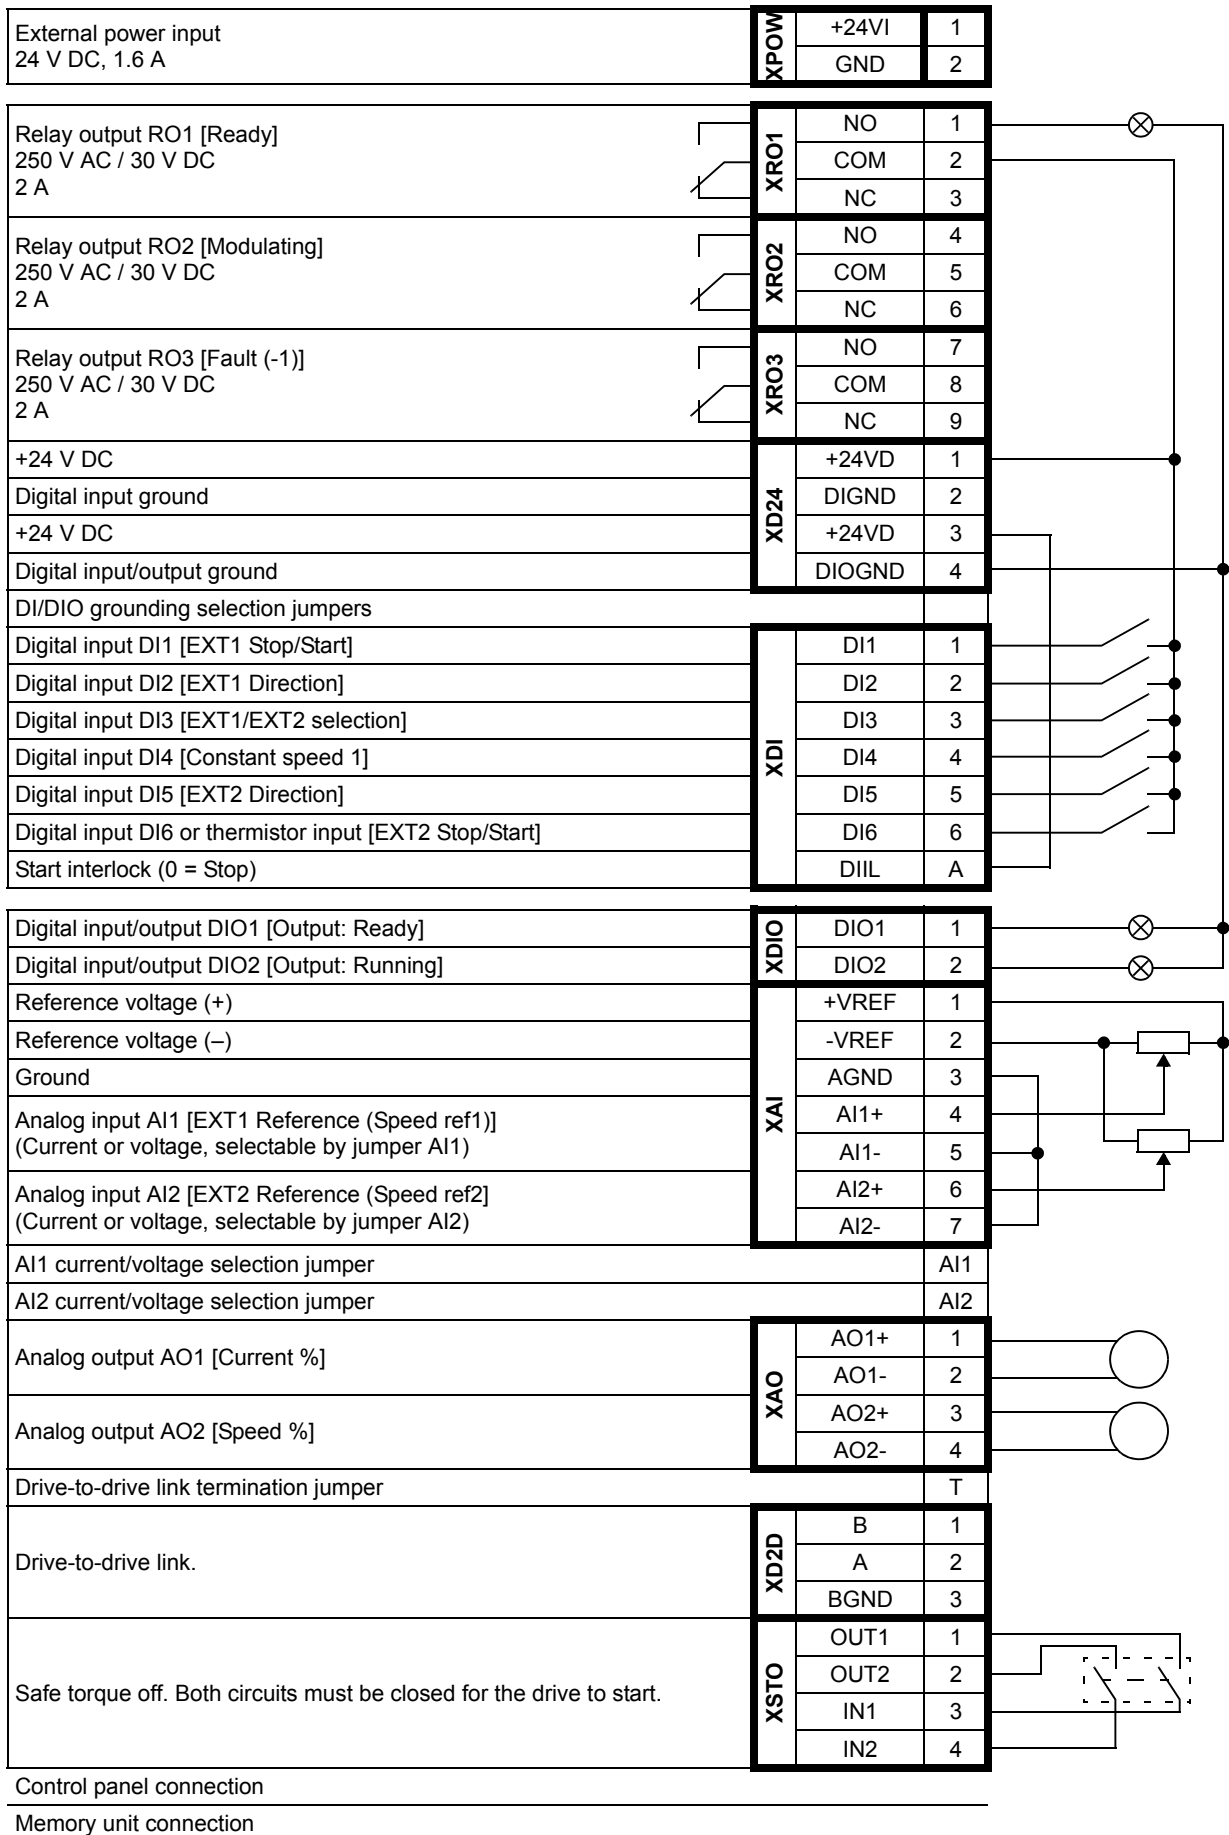 External power input
24 V DC, 1.6 A
XPOW
+24VI 1
GND 2
Relay output RO1 [Ready]
250 V AC / 30 V DC
2 A
XRO1
NO 1
COM 2
NC 3
Relay output RO2 [Modulating]
250 V AC / 30 V DC
2 A
XRO2
NO 4
COM 5
NC 6
Relay output RO3 [Fault (-1)]
250 V AC / 30 V DC
2 A
XRO3
NO 7
COM 8
NC 9
XD24
+24 V DC +24VD 1
Digital input ground DIGND 2
+24 V DC +24VD 3
Digital input/output ground DIOGND 4
DI/DIO grounding selection jumpers
XDI
Digital input DI1 [EXT1 Stop/Start] DI1 1
Digital input DI2 [EXT1 Direction] DI2 2
Digital input DI3 [EXT1/EXT2 selection] DI3 3
Digital input DI4 [Constant speed 1] DI4 4
Digital input DI5 [EXT2 Direction] DI5 5
Digital input DI6 or thermistor input [EXT2 Stop/Start] DI6 6
Start interlock (0 = Stop) DIIL A
XDIO
Digital input/output DIO1 [Output: Ready] DIO1 1
Digital input/output DIO2 [Output: Running] DIO2 2
XAI
Reference voltage (+) +VREF 1
Reference voltage (–) -VREF 2
Ground AGND 3
Analog input AI1 [EXT1 Reference (Speed ref1)]
(Current or voltage, selectable by jumper AI1)
AI1+ 4
AI1- 5
Analog input AI2 [EXT2 Reference (Speed ref2]
(Current or voltage, selectable by jumper AI2)
AI2+ 6
AI2- 7
AI1 current/voltage selection jumper AI1
AI2 current/voltage selection jumper AI2
XAO
Analog output AO1 [Current %]
AO1+ 1
AO1- 2
Analog output AO2 [Speed %]
AO2+ 3
AO2- 4
Drive-to-drive link termination jumper T
Drive-to-drive link.
XD2D
B 1
A 2
BGND 3
Safe torque off. Both circuits must be closed for the drive to start.
XSTO
OUT1 1
OUT2 2
IN1 3
IN2 4
Control panel connection
Memory unit connection